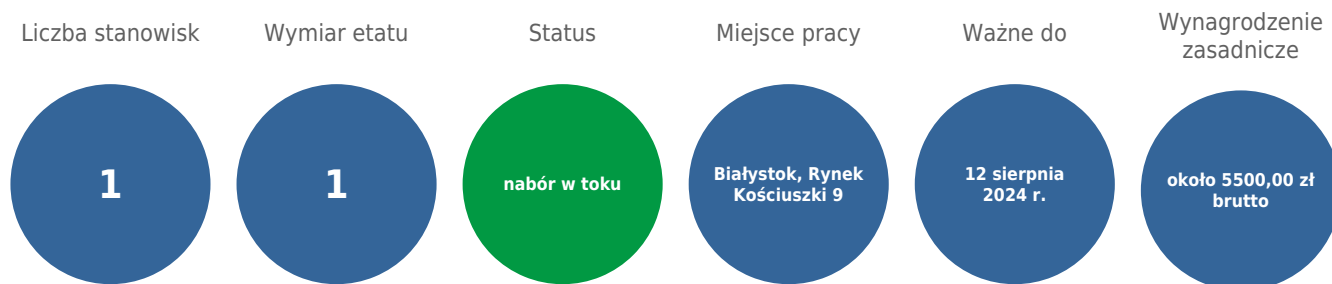 Liczba stanowisk
Wymiar etatu
Status
Miejsce pracy
Ważne do
Wynagrodzenie
zasadnicze
1
1
nabór w toku
Białystok, Rynek
Kościuszki 9
12 sierpnia
2024 r.
około 5500,00 zł
brutto